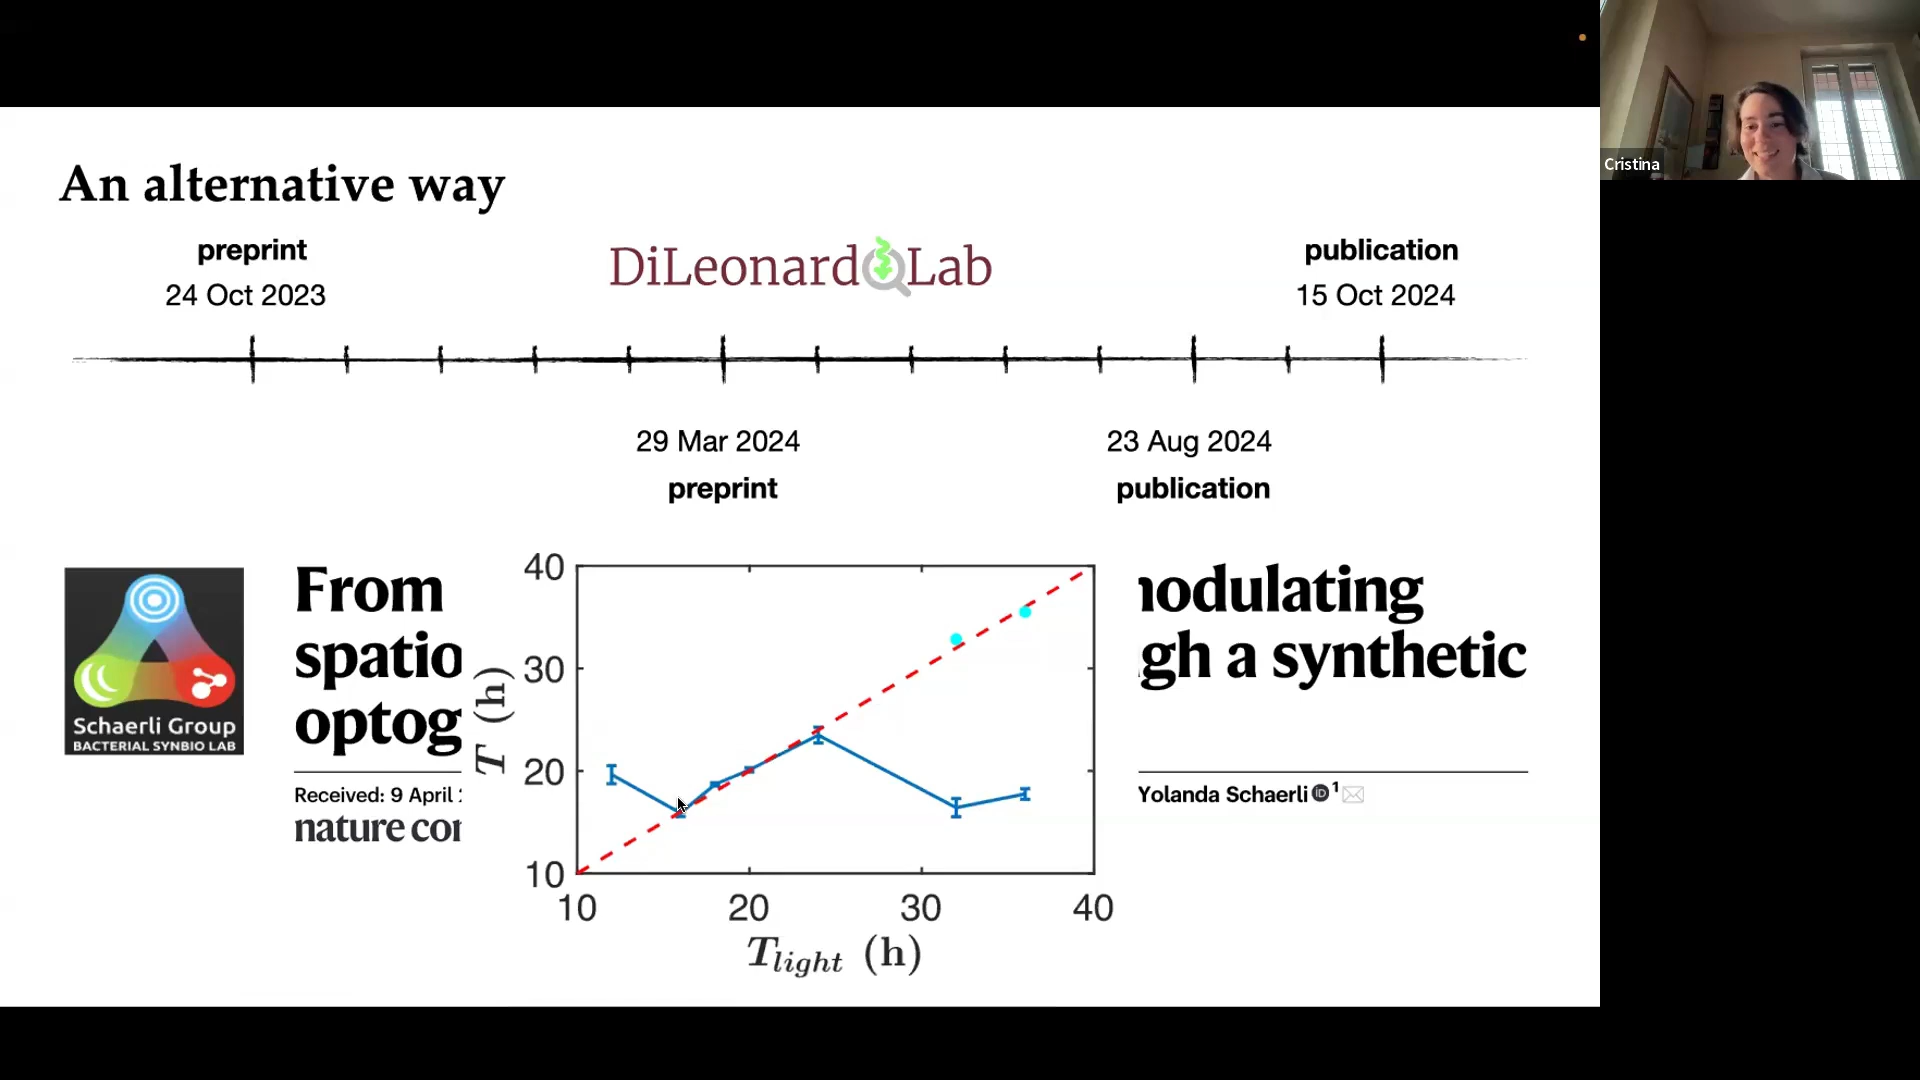 An alternative way
preprint
24 Oct 2023
DiLeonardo Lab
publication
15 Oct 2024
29 Mar 2024
preprint
23 Aug 2024
publication
Schaerli Group
BACTERIAL SYNBIO LAB
From
spatio
optog
Received: 9 April
nature co
40
30
20
10
T (h)
10 20 30 40
T_light (h)
odulating
gh a synthetic
Yolanda Schaerli iD 1
Cristina